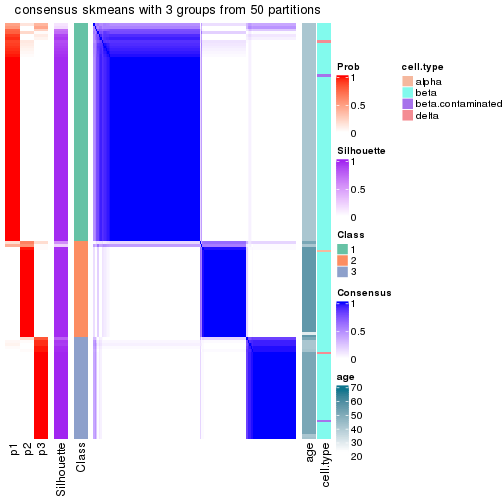 consensus skmeans with 3 groups from 50 partitions
Prob
1
0.5
0
cell.type
alpha
beta
beta.contaminated
delta
Silhouette
1
0.5
0
Class
1
2
3
Consensus
1
0.5
0
age
70
60
50
40
30
20
p1
p2
p3
Silhouette
Class
age
cell.type